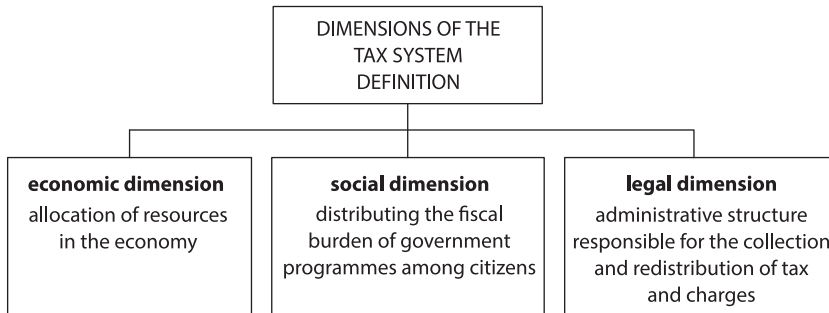 DIMENSIONS OF THE
TAX SYSTEM
DEFINITION
economic dimension
allocation of resources
in the economy
social dimension
distributing the fiscal
burden of government
programmes among citizens
legal dimension
administrative structure
responsible for the collection
and redistribution of tax
and charges